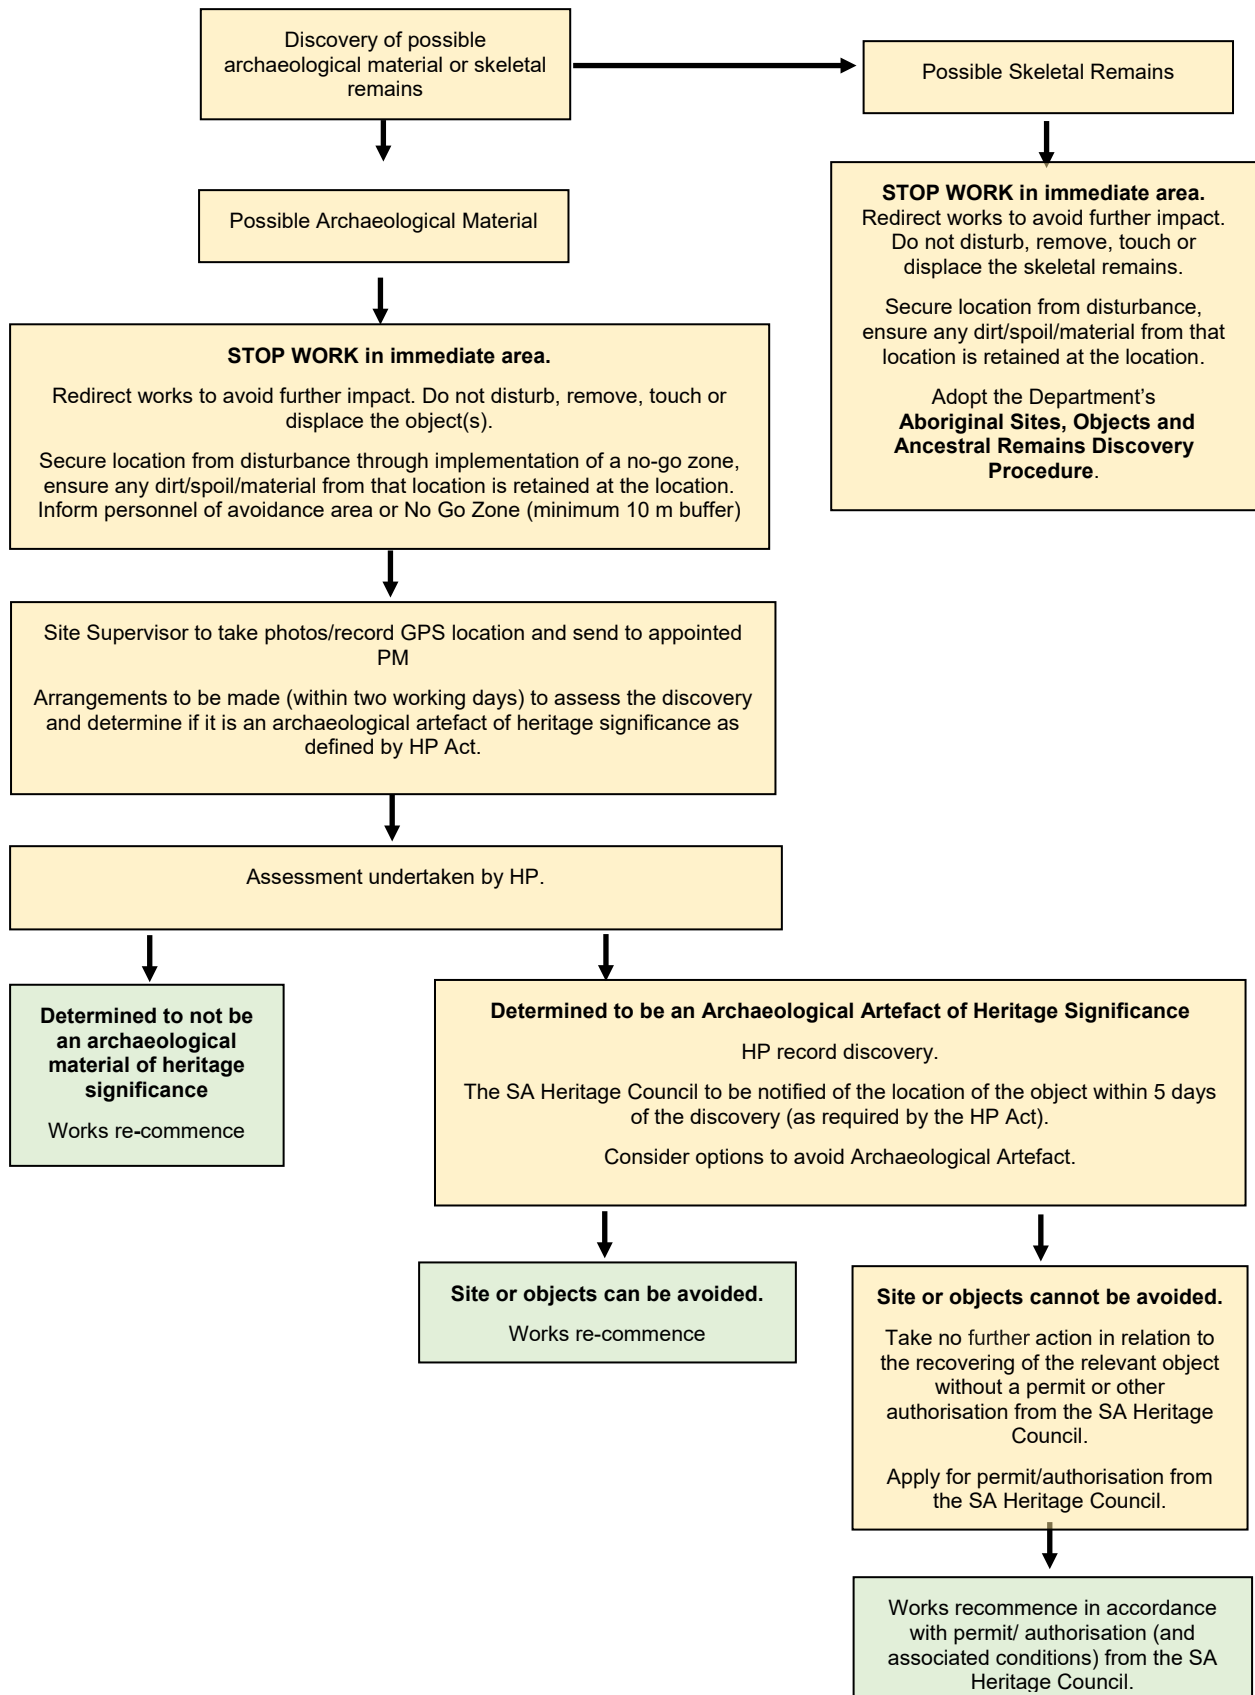 Discovery of possible
archaeological material or skeletal
remains
Possible Skeletal Remains
STOP WORK in immediate area.
Redirect works to avoid further impact.
Do not disturb, remove, touch or
displace the skeletal remains.
Secure location from disturbance,
ensure any dirt/spoil/material from that
location is retained at the location.
Adopt the Department's
Aboriginal Sites, Objects and
Ancestral Remains Discovery
Procedure.
Possible Archaeological Material
STOP WORK in immediate area.
Redirect works to avoid further impact. Do not disturb, remove, touch or
displace the object(s).
Secure location from disturbance through implementation of a no-go zone,
ensure any dirt/spoil/material from that location is retained at the location.
Inform personnel of avoidance area or No Go Zone (minimum 10 m buffer)
Site Supervisor to take photos/record GPS location and send to appointed
PM
Arrangements to be made (within two working days) to assess the discovery
and determine if it is an archaeological artefact of heritage significance as
defined by HP Act.
Assessment undertaken by HP.
Determined to not be
an archaeological
material of heritage
significance
Works re-commence
Determined to be an Archaeological Artefact of Heritage Significance
HP record discovery.
The SA Heritage Council to be notified of the location of the object within 5 days
of the discovery (as required by the HP Act).
Consider options to avoid Archaeological Artefact.
Site or objects can be avoided.
Works re-commence
Site or objects cannot be avoided.
Take no further action in relation to
the recovering of the relevant object
without a permit or other
authorisation from the SA Heritage
Council.
Apply for permit/authorisation from
the SA Heritage Council.
Works recommence in accordance
with permit/ authorisation (and
associated conditions) from the SA
Heritage Council.